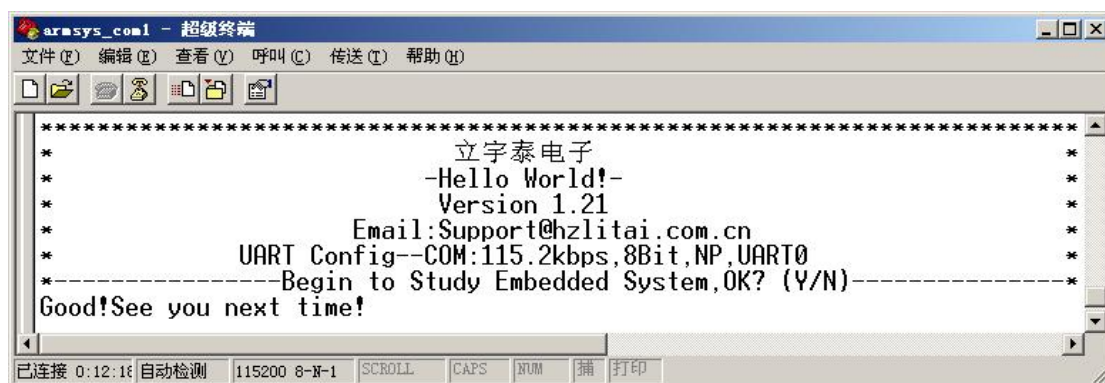 armsys_com1 - 超级终端
文件(F) 编辑(E) 查看(V) 呼叫(C) 传送(T) 帮助(H)
*************************************************************************
* 立宇泰电子 *
* -Hello World!- *
* Version 1.21 *
* Email:Support@hzlitai.com.cn *
* UART Config--COM:115.2kbps,8Bit,NP,UART0 *
*----------------Begin to Study Embedded System,OK? (Y/N)---------------*
Good!See you next time!
已连接 0:12:18 自动检测 115200 8-N-1 SCROLL CAPS NUM 捕 打印